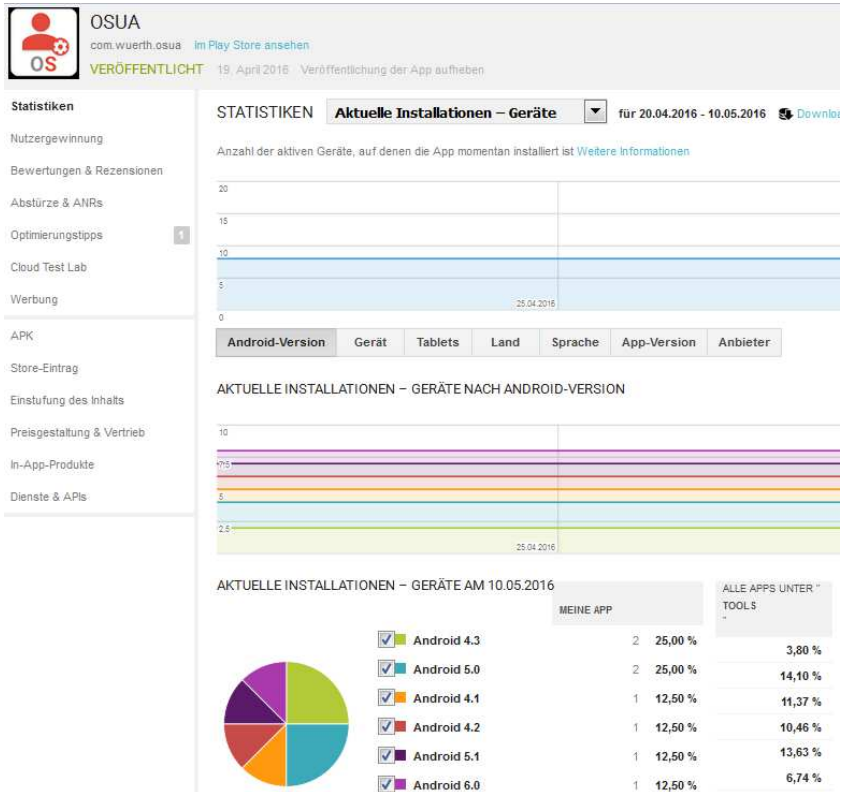 OSUA
com.wuerth.osua Im Play Store ansehen
VERÖFFENTLICHT 19. April 2016 Veröffentlichung der App aufheben
OS
Statistiken
Nutzergewinnung
Bewertungen & Rezensionen
Abstürze & ANRs
Optimierungstipps 1
Cloud Test Lab
Werbung
APK
Store-Eintrag
Einstufung des Inhalts
Preisgestaltung & Vertrieb
In-App-Produkte
Dienste & APIs
STATISTIKEN Aktuelle Installationen – Geräte für 20.04.2016 - 10.05.2016
Anzahl der aktiven Geräte, auf denen die App momentan installiert ist Weitere Informationen
20
15
10
5
25.04.2016
0
Android-Version Gerät Tablets Land Sprache App-Version Anbieter
AKTUELLE INSTALLATIONEN – GERÄTE NACH ANDROID-VERSION
10
7.5
5
2.5
25.04.2016
AKTUELLE INSTALLATIONEN – GERÄTE AM 10.05.2016
MEINE APP
ALLE APPS UNTER "
TOOLS
"
Android 4.3 2 25,00 % 3,80 %
Android 5.0 2 25,00 % 14,10 %
Android 4.1 1 12,50 % 11,37 %
Android 4.2 1 12,50 % 10,46 %
Android 5.1 1 12,50 % 13,63 %
Android 6.0 1 12,50 % 6,74 %